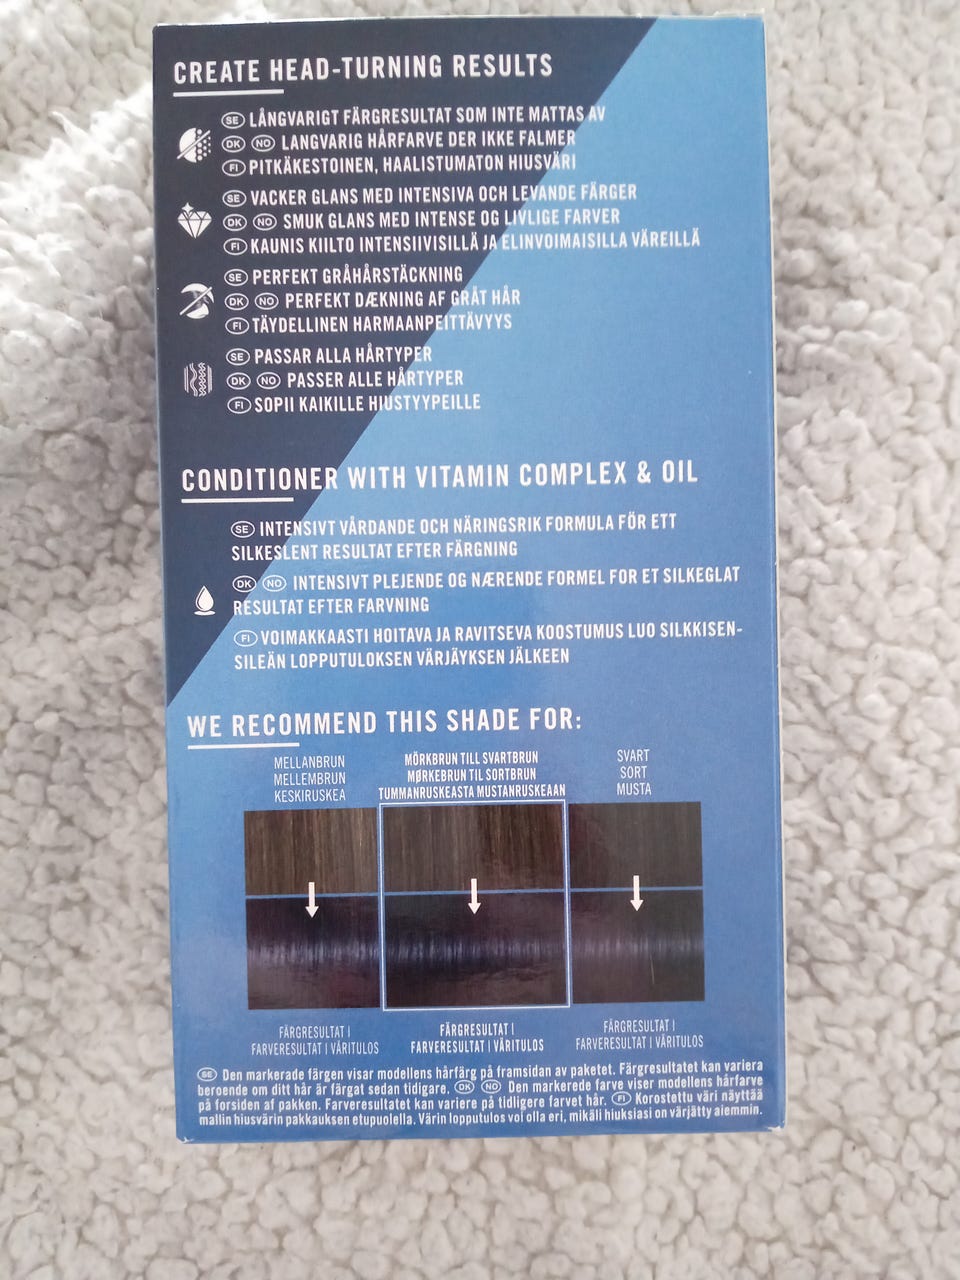 CREATE HEAD-TURNING RESULTS
SE LÅNGVARIGT FÄRGRESULTAT SOM INTE MATTAS AV
DK NO LANGVARIG HÅRFARVE DER IKKE FALMER
FI PITKÄKESTOINEN, HAALISTUMATON HIUSVÄRI
SE VACKER GLANS MED INTENSIVA OCH LEVANDE FÄRGER
DK NO SMUK GLANS MED INTENSE OG LIVLIGE FARVER
FI KAUNIS KIILTO INTENSIIVISILLÄ JA ELINVOIMAISILLA VÄREILLÄ
SE PERFEKT GRÅHÅRSTÄCKNING
DK NO PERFEKT DÆKNING AF GRÅT HÅR
FI TÄYDELLINEN HARMAANPEITTÄVYYS
SE PASSAR ALLA HÅRTYPER
DK NO PASSER ALLE HÅRTYPER
FI SOPII KAIKILLE HIUSTYYPEILLE
CONDITIONER WITH VITAMIN COMPLEX & OIL
SE INTENSIVT VÅRDANDE OCH NÄRINGSRIK FORMULA FÖR ETT
SILKESLENT RESULTAT EFTER FÄRGNING
DK NO INTENSIVT PLEJENDE OG NÆRENDE FORMEL FOR ET SILKEGLAT
RESULTAT EFTER FARVNING
FI VOIMAKKAASTI HOITAVA JA RAVITSEVA KOOSTUMUS LUO SILKKISEN-
SILEÄN LOPPUTULOKSEN VÄRJÄYKSEN JÄLKEEN
WE RECOMMEND THIS SHADE FOR:
MELLANBRUN
MELLEMBRUN
KESKIRUSKEA
MÖRKBRUN TILL SVARTBRUN
MØRKEBRUN TIL SORTBRUN
TUMMANRUSKEASTA MUSTANRUSKEAAN
SVART
SORT
MUSTA
FÄRGRESULTAT I
FARVERESULTAT I VÄRITULOS
FÄRGRESULTAT I
FARVERESULTAT I VÄRITULOS
FÄRGRESULTAT I
FARVERESULTAT I VÄRITULOS
SE Den markerade färgen visar modellens hårfärg på framsidan av paketet. Färgresultatet kan variera
beroende om ditt hår är färgat sedan tidigare. DK NO Den markerede farve viser modellens hårfarve
på forsiden af pakken. Farveresultatet kan variere på tidligere farvet hår. FI Korostettu väri näyttää
mallin hiusvärin pakkauksen etupuolella. Värin lopputulos voi olla eri, mikäli hiuksiasi on värjätty aiemmin.